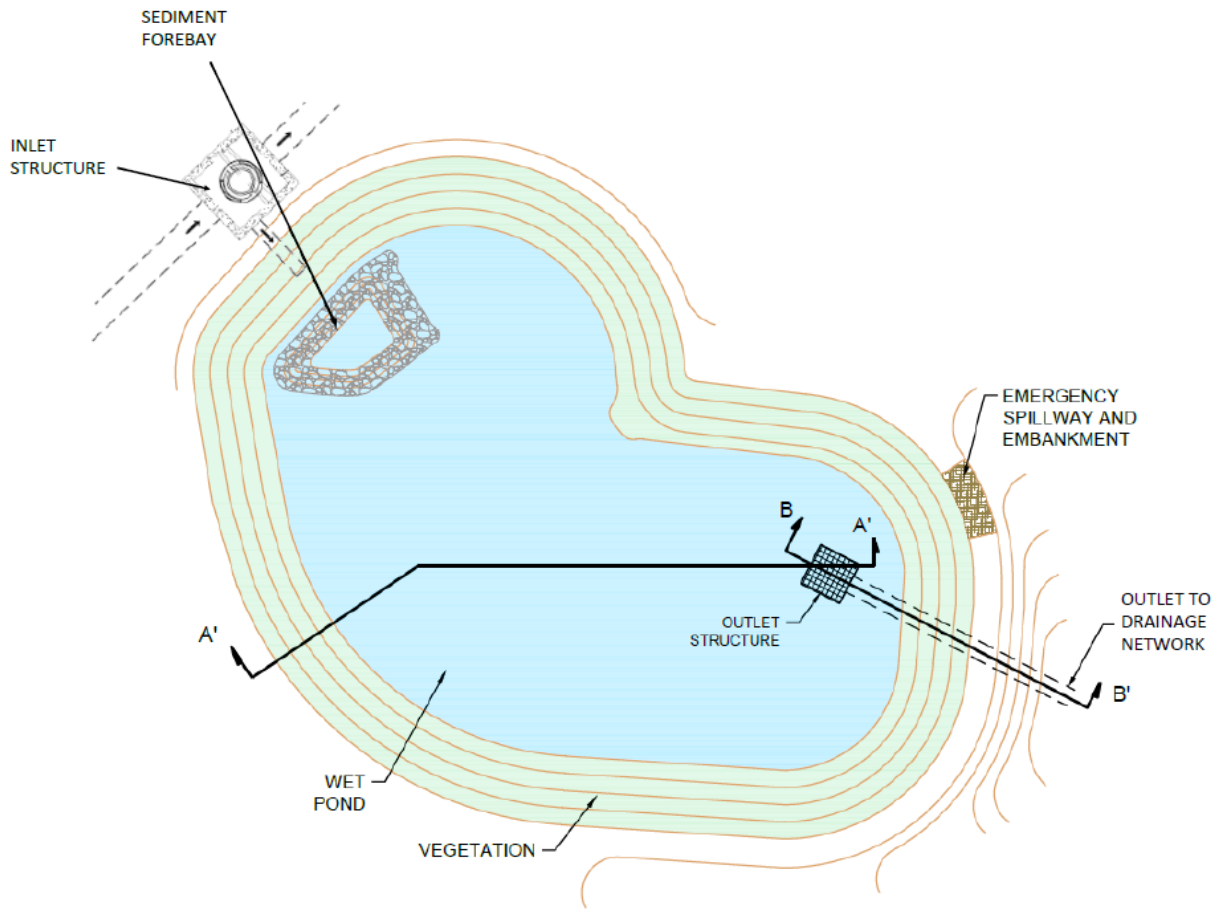 SEDIMENT
FOREBAY
INLET
STRUCTURE
EMERGENCY
SPILLWAY AND
EMBANKMENT
B
A'
OUTLET
STRUCTURE
OUTLET TO
DRAINAGE
NETWORK
A'
B'
WET
POND
VEGETATION